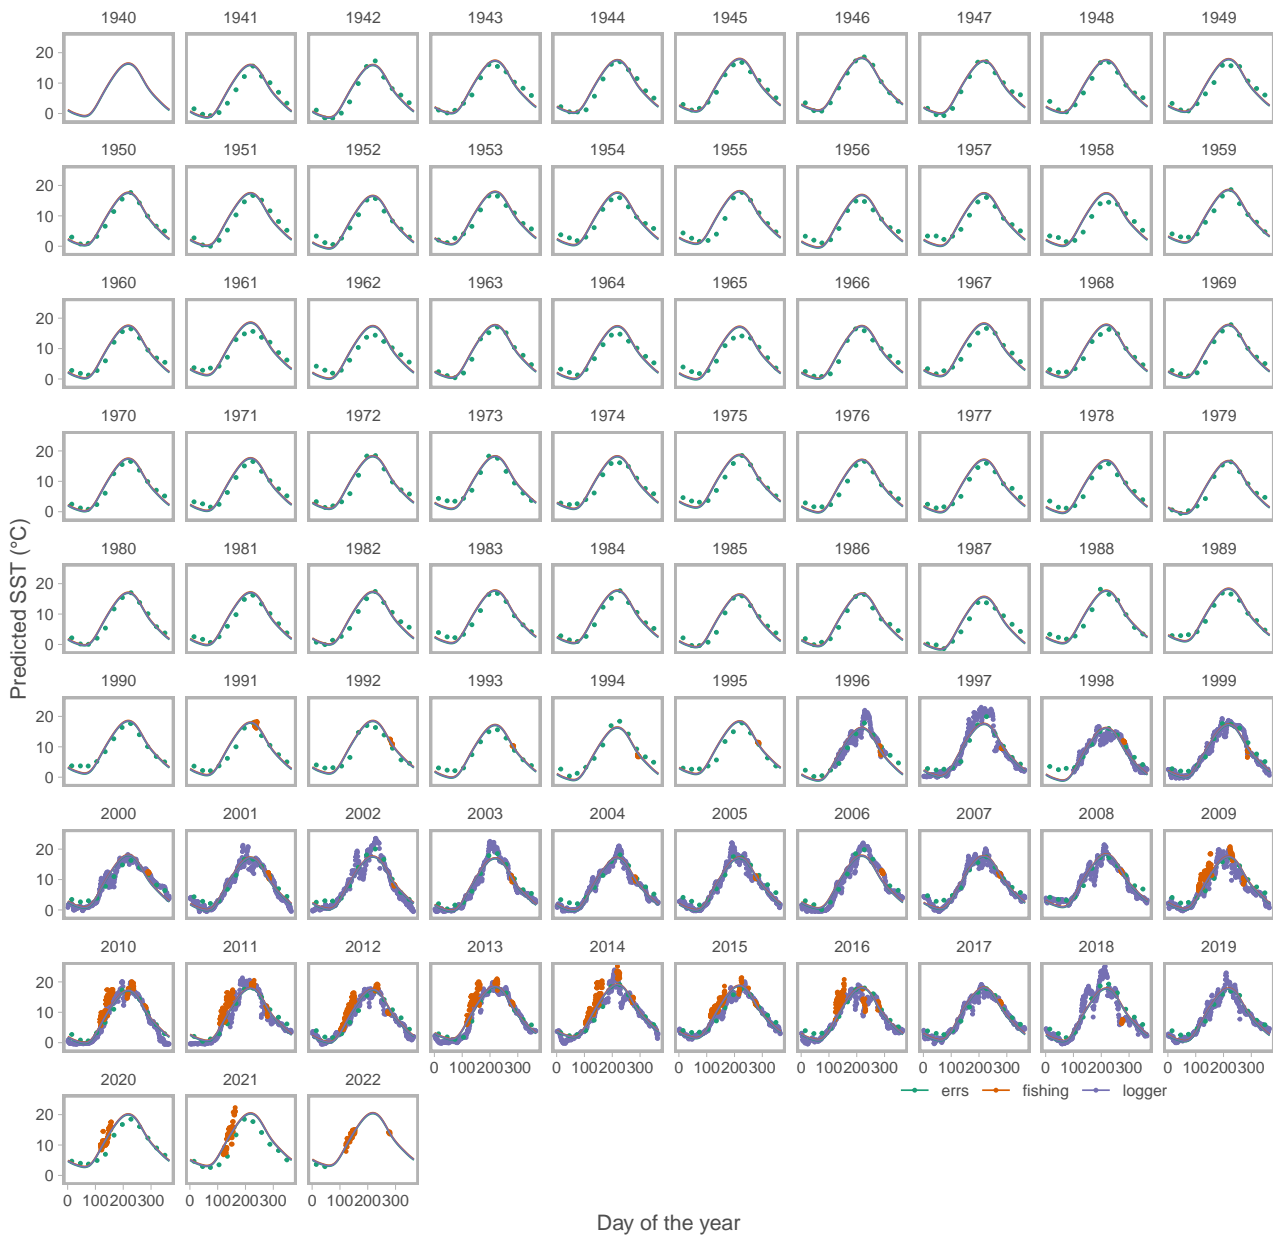 1940 1941 1942 1943 1944 1945 1946 1947 1948 1949
20
10
0
1950 1951 1952 1953 1954 1955 1956 1957 1958 1959
20
10
0
1960 1961 1962 1963 1964 1965 1966 1967 1968 1969
20
10
0
1970 1971 1972 1973 1974 1975 1976 1977 1978 1979
20
10
0
Predicted SST (°C)
1980 1981 1982 1983 1984 1985 1986 1987 1988 1989
20
10
0
1990 1991 1992 1993 1994 1995 1996 1997 1998 1999
20
10
0
2000 2001 2002 2003 2004 2005 2006 2007 2008 2009
20
10
0
2010 2011 2012 2013 2014 2015 2016 2017 2018 2019
20
10
0
0 100200300 0 100200300 0 100200300 0 100200300 0 100200300 0 100200300 0 100200300
2020 2021 2022
errs fishing logger
20
10
0
0 100200300 0 100200300 0 100200300
Day of the year